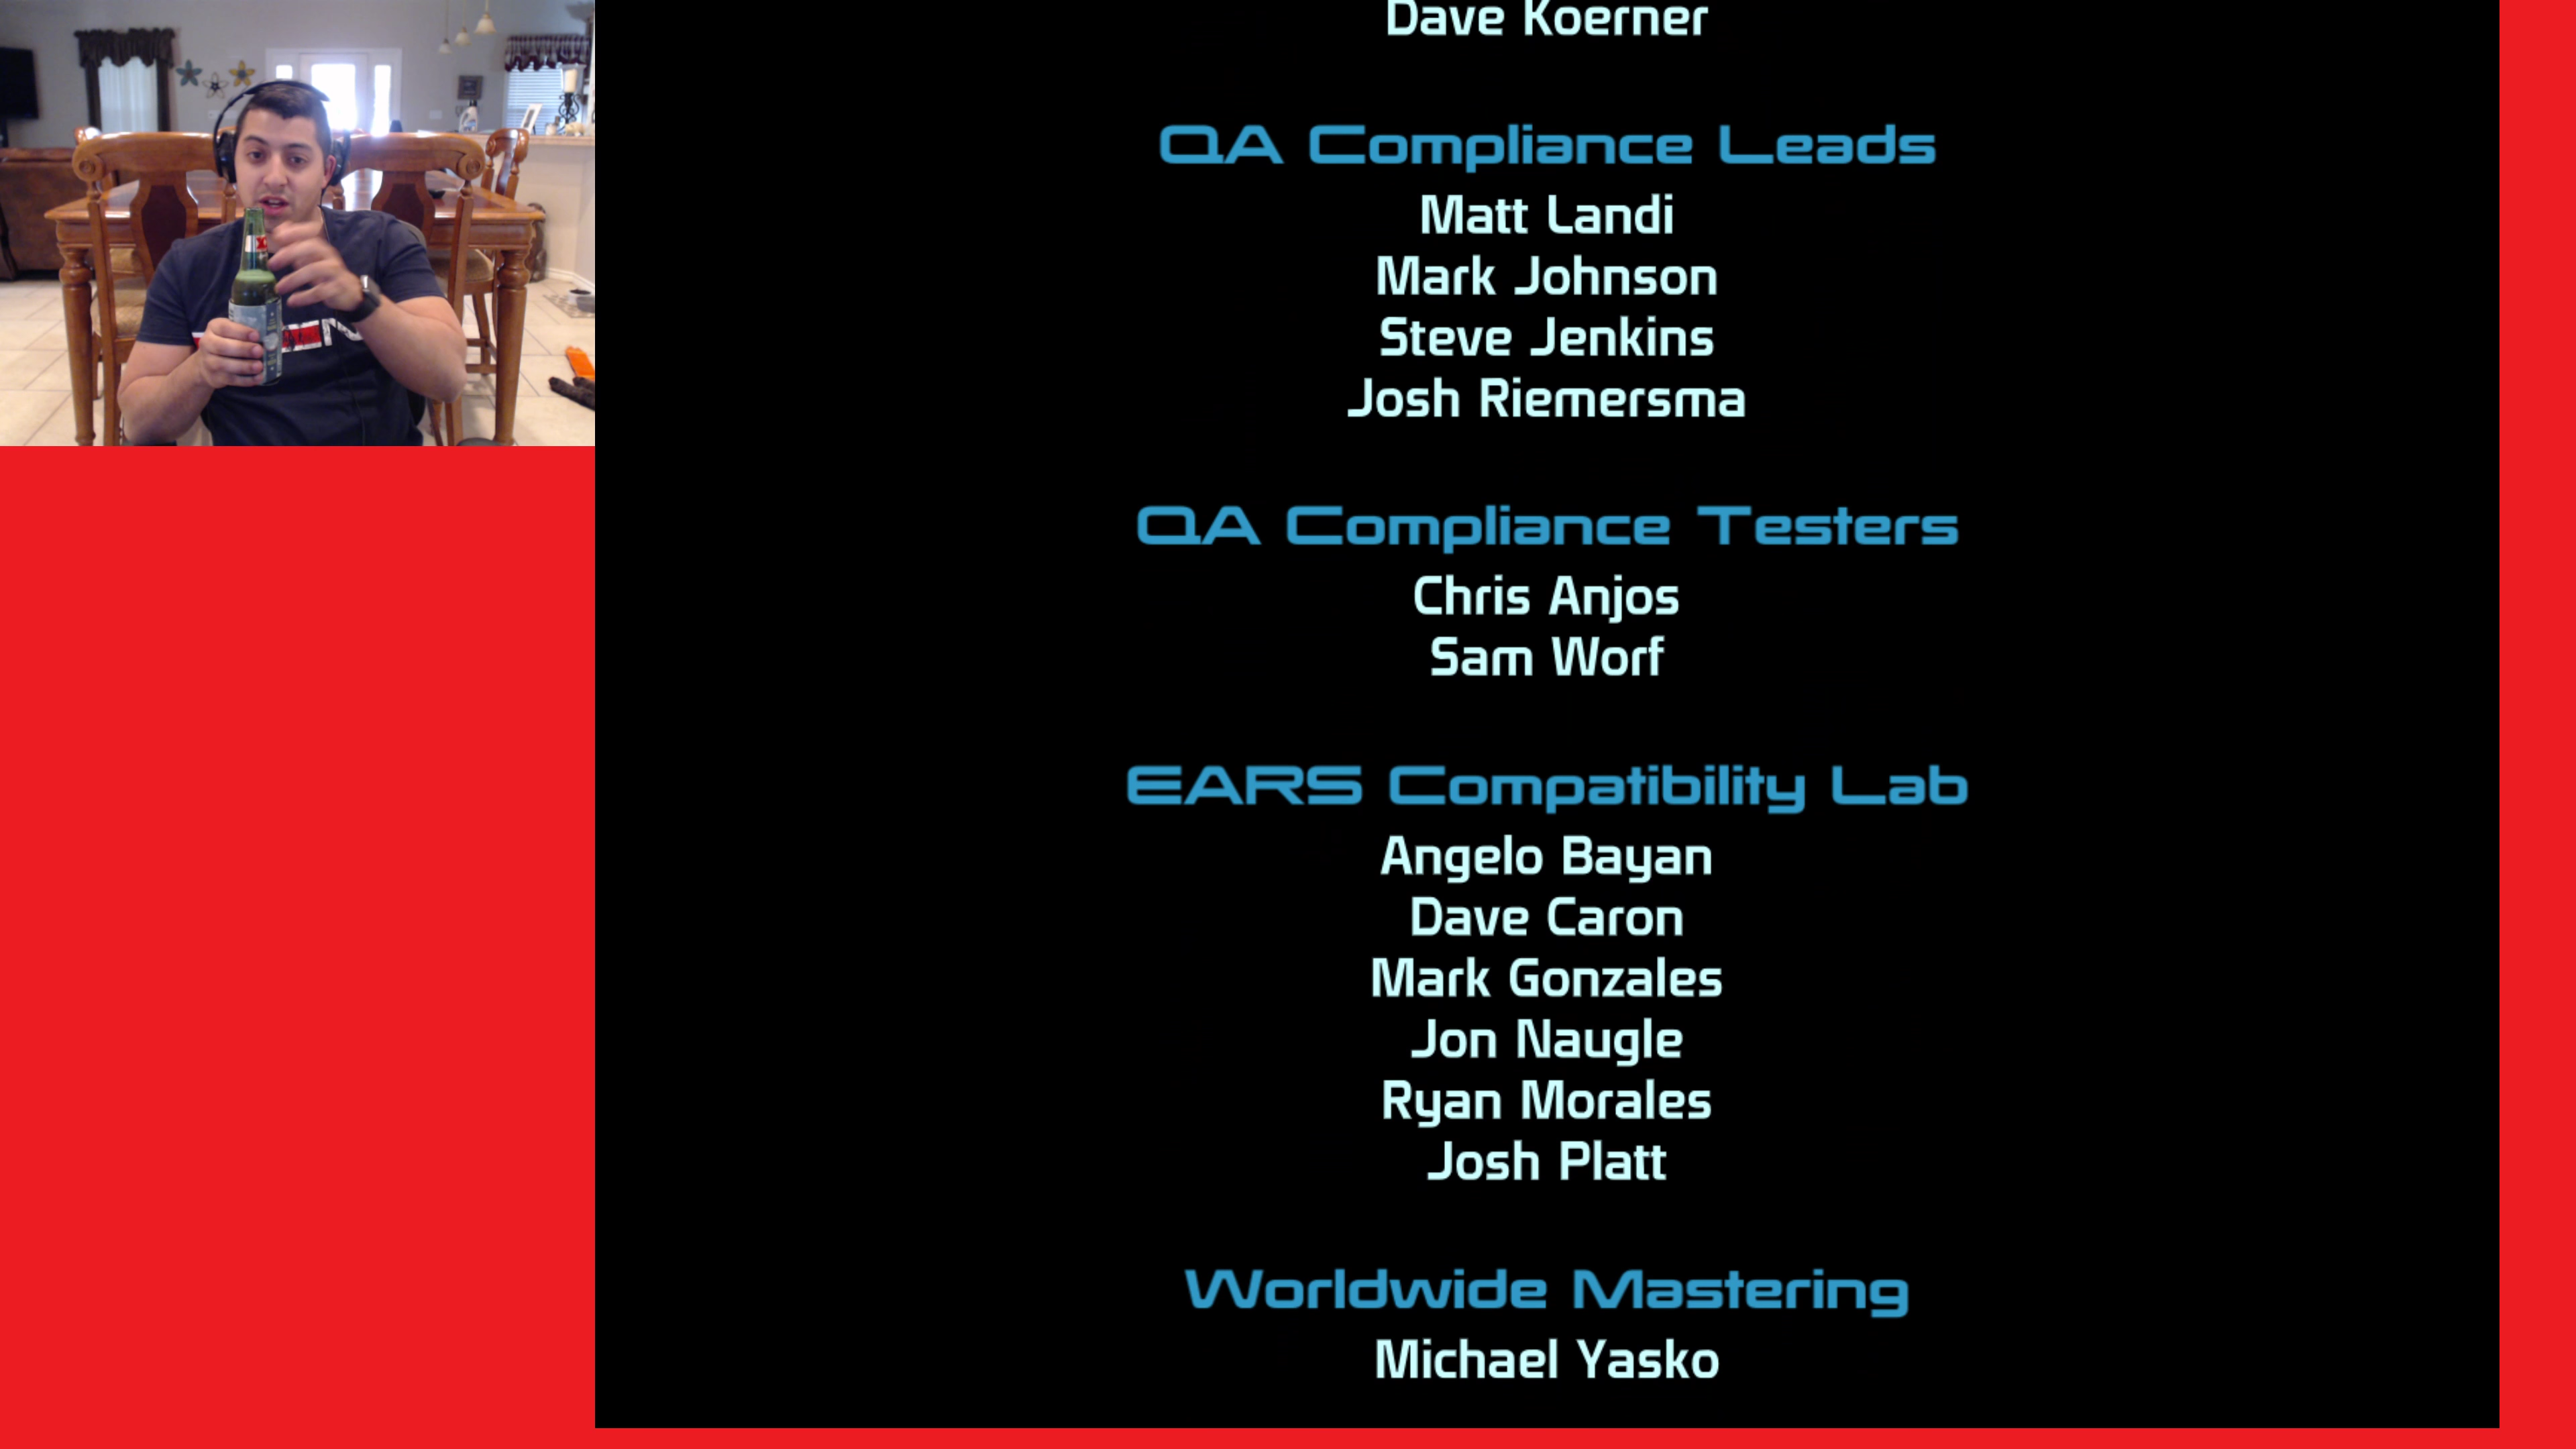 Dave Koerner
QA Compliance Leads
Matt Landi
Mark Johnson
Steve Jenkins
Josh Riemersma
QA Compliance Testers
Chris Anjos
Sam Worf
EARS Compatibility Lab
Angelo Bayan
Dave Caron
Mark Gonzales
Jon Naugle
Ryan Morales
Josh Platt
Worldwide Mastering
Michael Yasko